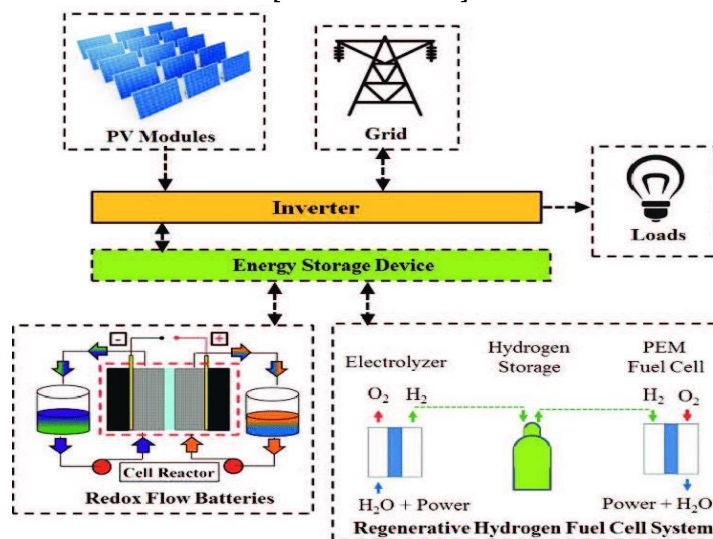 PV Modules
Grid
Inverter
Loads
Energy Storage Device
-
+
Cell Reactor
Redox Flow Batteries
Electrolyzer
Hydrogen
Storage
PEM
Fuel Cell
O₂ H₂
H₂ O₂
H₂O + Power
Power + H₂O
Regenerative Hydrogen Fuel Cell System